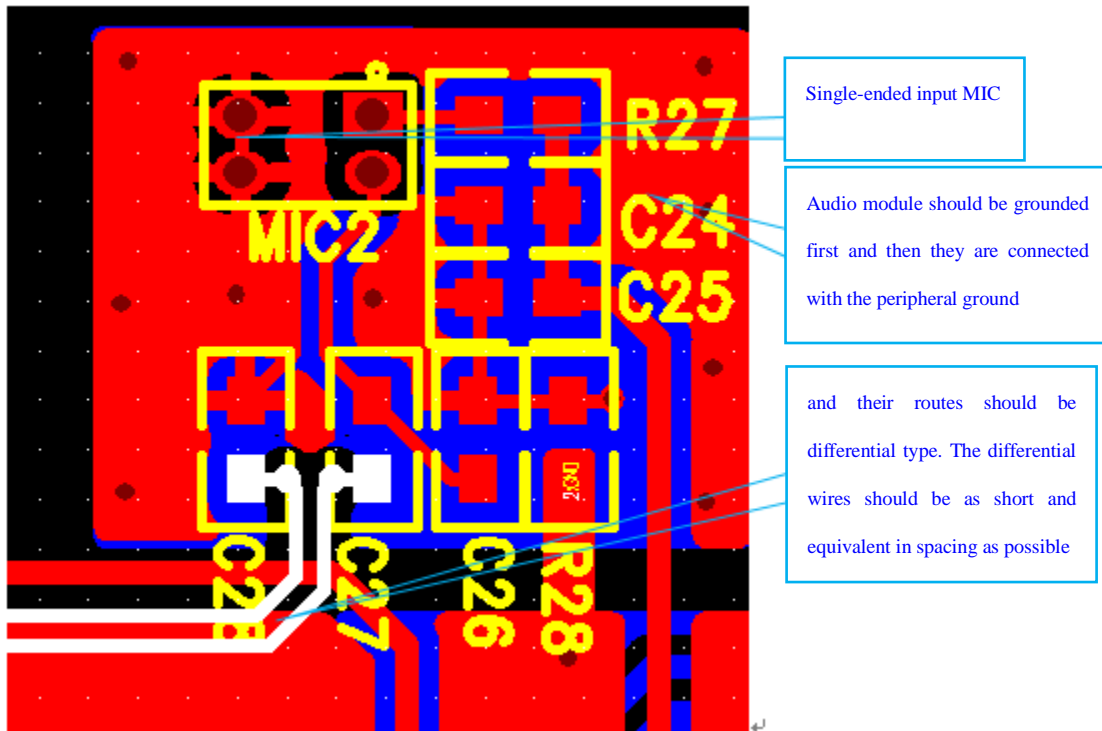 Single-ended input MIC
R27
Audio module should be grounded
first and then they are connected
with the peripheral ground
C24
MIC2
C25
and their routes should be
differential type. The differential
wires should be as short and
equivalent in spacing as possible
C28
C27
C26
R28